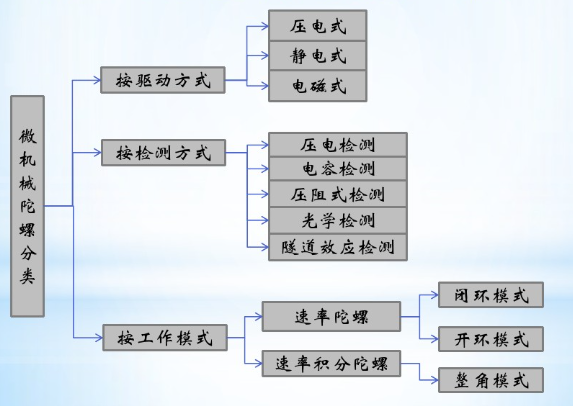 微机械陀螺分类
按驱动方式
压电式
静电式
电磁式
按检测方式
压电检测
电容检测
压阻式检测
光学检测
隧道效应检测
按工作模式
速率陀螺
闭环模式
开环模式
速率积分陀螺
整角模式